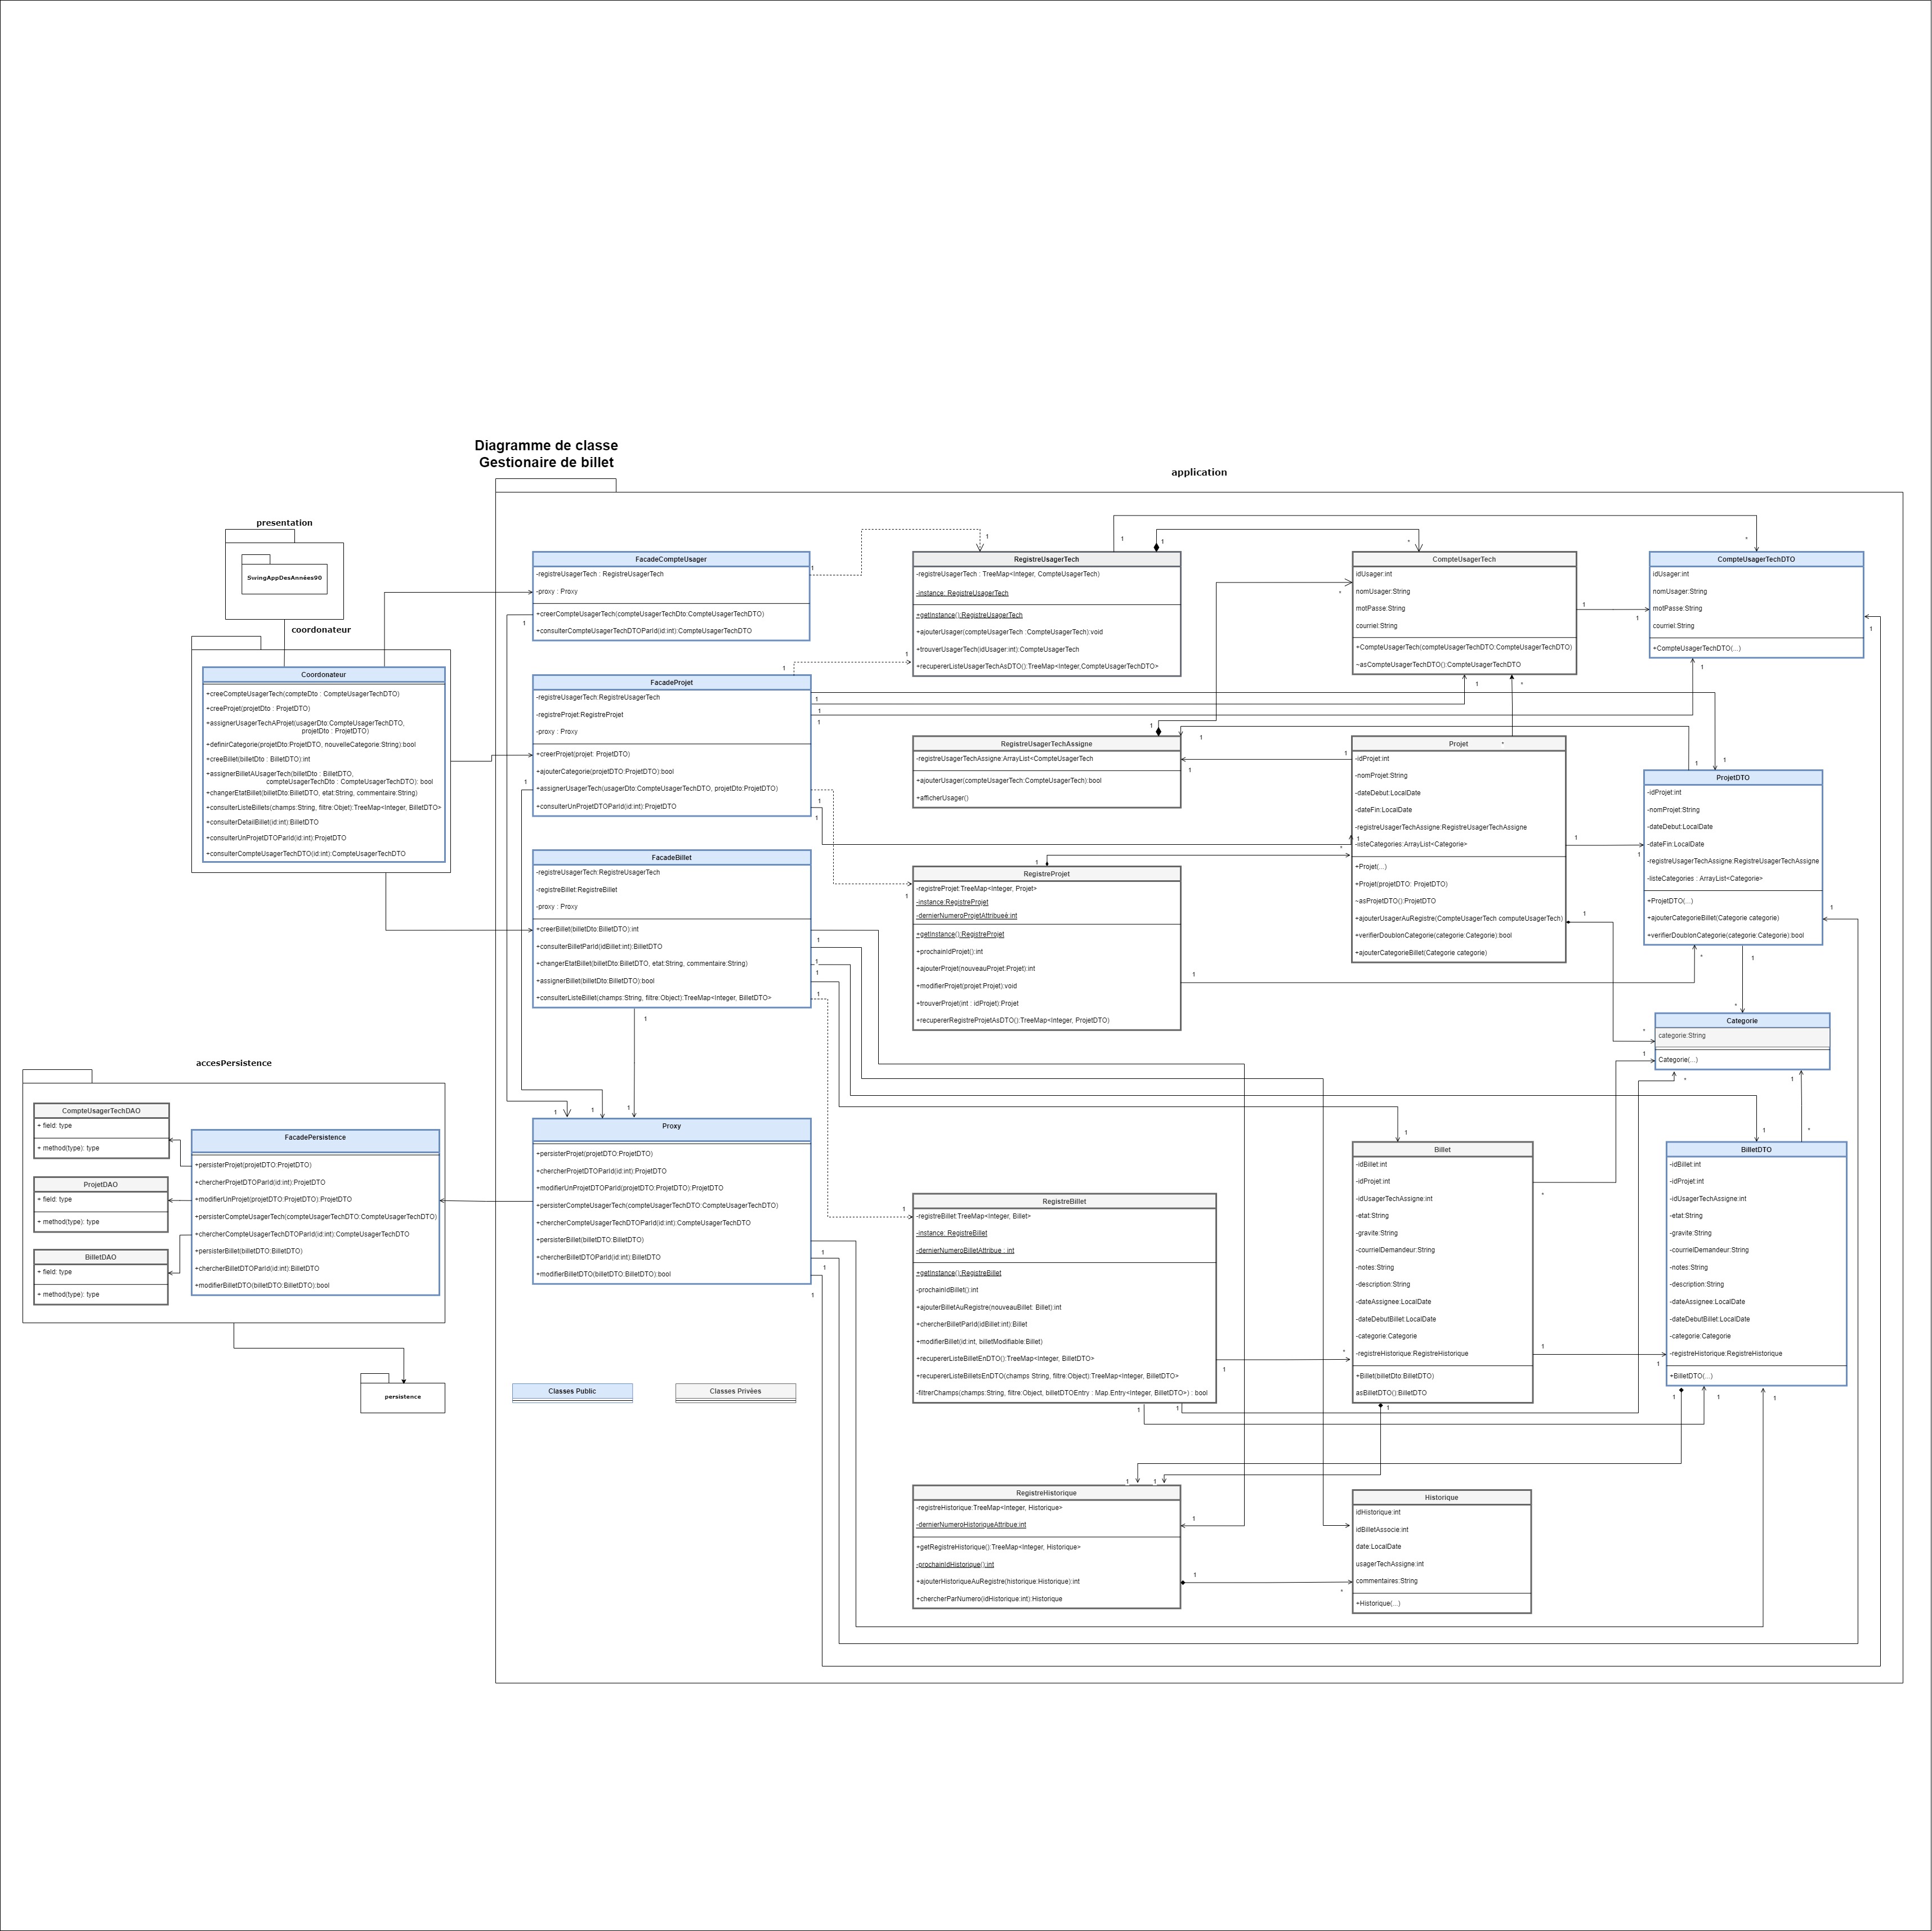 Diagramme de classe
Gestionaire de billet
application
presentation
SwingAppDesAnnées90
coordonateur
Coordonateur
+creeCompteUsagerTech(compteDto : CompteUsagerTechDTO)
+creeProjet(projetDto : ProjetDTO)
+assignerUsagerTechAProjet(usagerDto:CompteUsagerTechDTO,
projetDto : ProjetDTO)
+definirCategorie(projetDto:ProjetDTO, nouvelleCategorie:String):bool
+creeBillet(billetDto : BilletDTO):int
+assignerBilletAUsagerTech(billetDto : BilletDTO,
compteUsagerTechDto : CompteUsagerTechDTO): bool
+changerEtatBillet(billetDto:BilletDTO, etat:String, commentaire:String)
+consulterListeBillets(champs:String, filtre:Objet):TreeMap<Integer, BilletDTO>
+consulterDetailBillet(id:int):BilletDTO
+consulterUnProjetDTOParId(id:int):ProjetDTO
+consulterCompteUsagerTechDTO(id:int):CompteUsagerTechDTO
FacadeCompteUsager
-registreUsagerTech : RegistreUsagerTech
-proxy : Proxy
+creerCompteUsagerTech(compteUsagerTechDto:CompteUsagerTechDTO)
+consulterCompteUsagerTechDTOParId(id:int):CompteUsagerTechDTO
FacadeProjet
-registreUsagerTech:RegistreUsagerTech
-registreProjet:RegistreProjet
-proxy : Proxy
+creerProjet(projet: ProjetDTO)
+ajouterCategorie(projetDTO:ProjetDTO):bool
+assignerUsagerTech(usagerDto:CompteUsagerTechDTO, projetDto:ProjetDTO)
+consulterUnProjetDTOParId(id:int):ProjetDTO
FacadeBillet
-registreUsagerTech:RegistreUsagerTech
-registreBillet:RegistreBillet
-proxy : Proxy
+creerBillet(billetDto:BilletDTO):int
+consulterBilletParId(idBillet:int):BilletDTO
+changerEtatBillet(billetDto:BilletDTO, etat:String, commentaire:String)
+assignerBillet(billetDto:BilletDTO):bool
+consulterListeBillet(champs:String, filtre:Object):TreeMap<Integer, BilletDTO>
Proxy
+persisterProjet(projetDTO:ProjetDTO)
+chercherProjetDTOParId(id:int):ProjetDTO
+modifierUnProjetDTOParId(projetDTO:ProjetDTO):ProjetDTO
+persisterCompteUsagerTech(compteUsagerTechDTO:CompteUsagerTechDTO)
+chercherCompteUsagerTechDTOParId(id:int):CompteUsagerTechDTO
+persisterBillet(billetDTO:BilletDTO)
+chercherBilletDTOParId(id:int):BilletDTO
+modifierBilletDTO(billetDTO:BilletDTO):bool
accesPersistence
CompteUsagerTechDAO
+ field: type
+ method(type): type
ProjetDAO
+ field: type
+ method(type): type
BilletDAO
+ field: type
+ method(type): type
FacadePersistence
+persisterProjet(projetDTO:ProjetDTO)
+chercherProjetDTOParId(id:int):ProjetDTO
+modifierUnProjet(projetDTO:ProjetDTO):ProjetDTO
+persisterCompteUsagerTech(compteUsagerTechDTO:CompteUsagerTechDTO)
+chercherCompteUsagerTechDTOParId(id:int):CompteUsagerTechDTO
+persisterBillet(billetDTO:BilletDTO)
+chercherBilletDTOParId(id:int):BilletDTO
+modifierBilletDTO(billetDTO:BilletDTO):bool
persistence
Classes Public
Classes Privées
RegistreUsagerTech
-registreUsagerTech : TreeMap<Integer, CompteUsagerTech)
-instance: RegistreUsagerTech
+getInstance():RegistreUsagerTech
+ajouterUsager(compteUsagerTech :CompteUsagerTech):void
+trouverUsagerTech(idUsager:int):CompteUsagerTech
+recupererListeUsagerTechAsDTO():TreeMap<Integer,CompteUsagerTechDTO>
RegistreUsagerTechAssigne
-registreUsagerTechAssigne:ArrayList<CompteUsagerTech
+ajouterUsager(compteUsagerTech:CompteUsagerTech):bool
+afficherUsager()
RegistreProjet
-registreProjet:TreeMap<Integer, Projet>
-instance:RegistreProjet
-dernierNumeroProjetAttribueè:int
+getInstance():RegistreProjet
+prochainIdProjet():int
+ajouterProjet(nouveauProjet:Projet):int
+modifierProjet(projet:Projet):void
+trouverProjet(int : idProjet):Projet
+recupererRegistreProjetAsDTO():TreeMap<Integer, ProjetDTO)
RegistreBillet
-registreBillet:TreeMap<Integer, Billet>
-instance: RegistreBillet
-dernierNumeroBilletAttribue : int
+getInstance():RegistreBillet
-prochainIdBillet():int
+ajouterBilletAuRegistre(nouveauBillet: Billet):int
+chercherBilletParId(idBillet:int):Billet
+modifierBillet(id:int, billetModifiable:Billet)
+recupererListeBilletEnDTO():TreeMap<Integer, BilletDTO>
+recupererListeBilletsEnDTO(champs String, filtre:Object):TreeMap<Integer, BilletDTO>
-filtrerChamps(champs:String, filtre:Object, billetDTOEntry : Map.Entry<Integer, BilletDTO>) : bool
RegistreHistorique
-registreHistorique:TreeMap<Integer, Historique>
-dernierNumeroHistoriqueAttribue:int
+getRegistreHistorique():TreeMap<Integer, Historique>
-prochainIdHistorique():int
+ajouterHistoriqueAuRegistre(historique:Historique):int
+chercherParNumero(idHistorique:int):Historique
CompteUsagerTech
idUsager:int
nomUsager:String
motPasse:String
courriel:String
+CompteUsagerTech(compteUsagerTechDTO:CompteUsagerTechDTO)
~asCompteUsagerTechDTO():CompteUsagerTechDTO
Projet
-idProjet:int
-nomProjet:String
-dateDebut:LocalDate
-dateFin:LocalDate
-registreUsagerTechAssigne:RegistreUsagerTechAssigne
-listeCategories:ArrayList<Categorie>
+Projet(...)
+Projet(projetDTO: ProjetDTO)
~asProjetDTO():ProjetDTO
+ajouterUsagerAuRegistre(CompteUsagerTech computeUsagerTech)
+verifierDoublonCategorie(categorie:Categorie):bool
+ajouterCategorieBillet(Categorie categorie)
Billet
-idBillet:int
-idProjet:int
-idUsagerTechAssigne:int
-etat:String
-gravite:String
-courrielDemandeur:String
-notes:String
-description:String
-dateAssignee:LocalDate
-dateDebutBillet:LocalDate
-categorie:Categorie
-registreHistorique:RegistreHistorique
+Billet(billetDto:BilletDTO)
asBilletDTO():BilletDTO
Historique
idHistorique:int
idBilletAssocie:int
date:LocalDate
usagerTechAssigne:int
commentaires:String
+Historique(...)
CompteUsagerTechDTO
idUsager:int
nomUsager:String
motPasse:String
courriel:String
+CompteUsagerTechDTO(...)
ProjetDTO
-idProjet:int
-nomProjet:String
-dateDebut:LocalDate
-dateFin:LocalDate
-registreUsagerTechAssigne:RegistreUsagerTechAssigne
-listeCategories : ArrayList<Categorie>
+ProjetDTO(...)
+ajouterCategorieBillet(Categorie categorie)
+verifierDoublonCategorie(categorie:Categorie):bool
Categorie
categorie:String
Categorie(...)
BilletDTO
-idBillet:int
-idProjet:int
-idUsagerTechAssigne:int
-etat:String
-gravite:String
-courrielDemandeur:String
-notes:String
-description:String
-dateAssignee:LocalDate
-dateDebutBillet:LocalDate
-categorie:Categorie
-registreHistorique:RegistreHistorique
+BilletDTO(...)